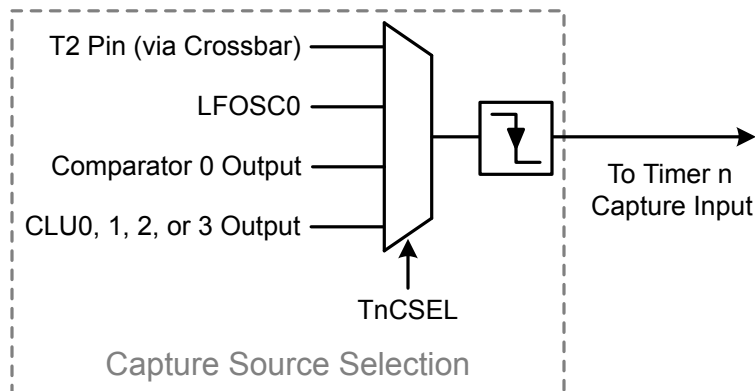 T2 Pin (via Crossbar)
LFOSC0
Comparator 0 Output
CLU0, 1, 2, or 3 Output
To Timer n
Capture Input
TnCSEL
Capture Source Selection